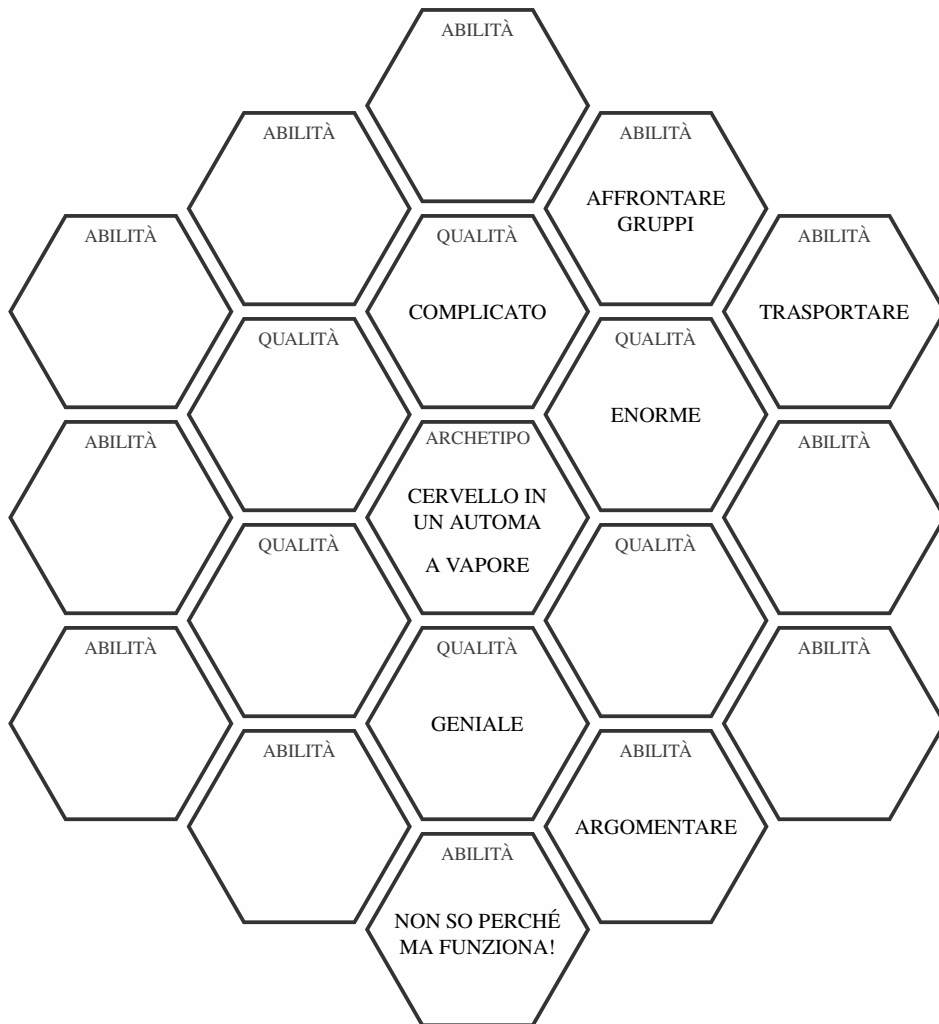 ABILITÀ
ABILITÀ
ABILITÀ
AFFRONTARE
GRUPPI
ABILITÀ
QUALITÀ
COMPLICATO
ABILITÀ
TRASPORTARE
QUALITÀ
QUALITÀ
ENORME
ABILITÀ
ARCHETIPO
CERVELLO IN
UN AUTOMA
A VAPORE
ABILITÀ
QUALITÀ
QUALITÀ
ABILITÀ
QUALITÀ
GENIALE
ABILITÀ
ABILITÀ
ABILITÀ
ARGOMENTARE
ABILITÀ
NON SO PERCHÉ
MA FUNZIONA!